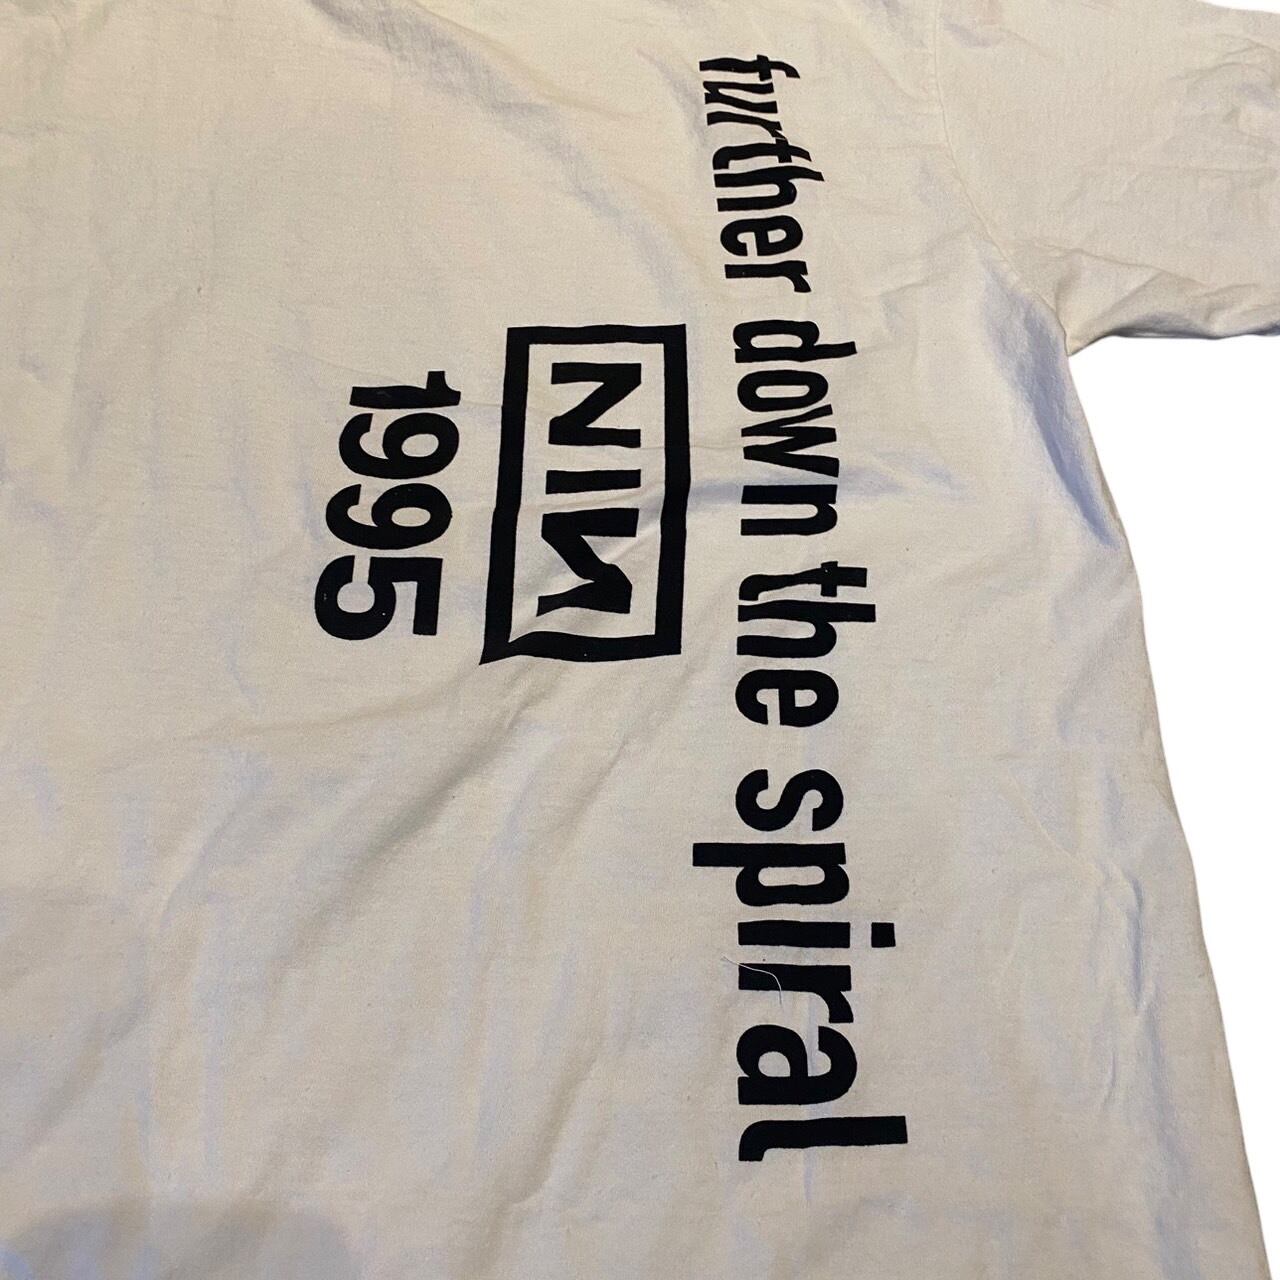 further down the spiral
NIN
1995